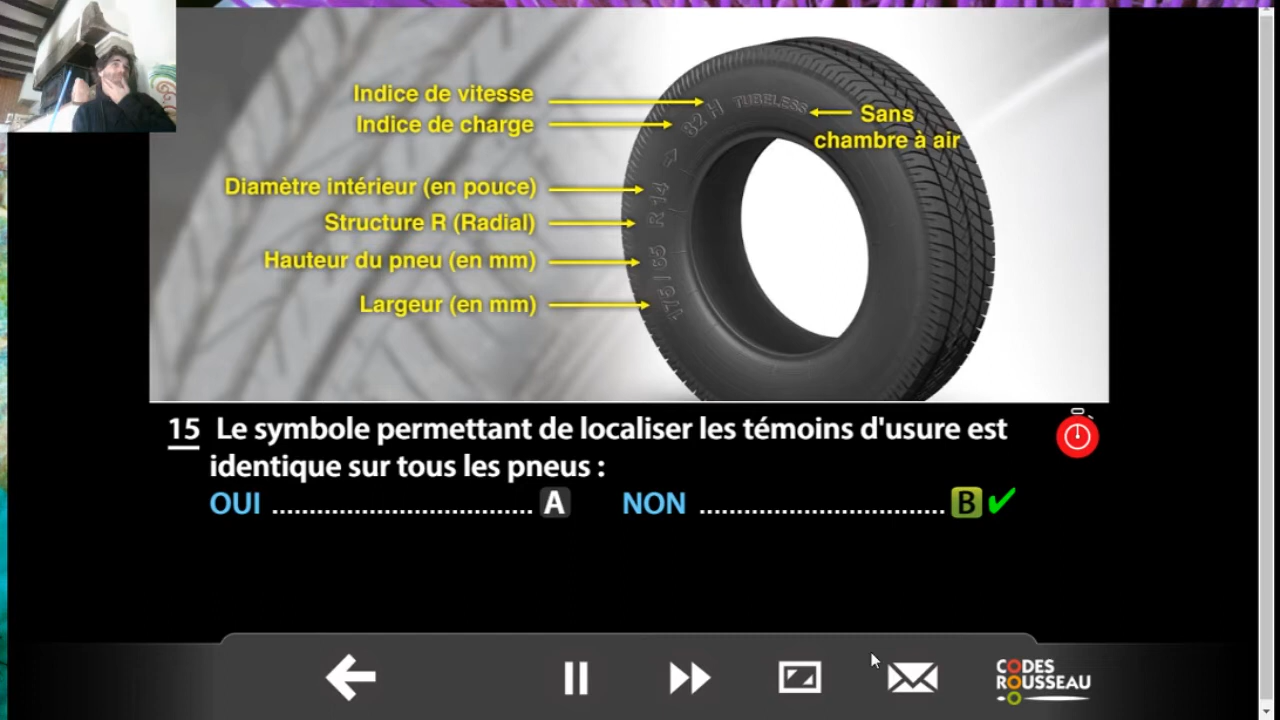 Indice de vitesse
Indice de charge
82 H TUBELESS
Sans
chambre à air
Diamètre intérieur (en pouce)
Structure R (Radial)
R 14
Hauteur du pneu (en mm)
Largeur (en mm)
175 / 65
15 Le symbole permettant de localiser les témoins d'usure est
identique sur tous les pneus :
OUI ................................... A NON ................................. B
CODES
ROUSSEAU